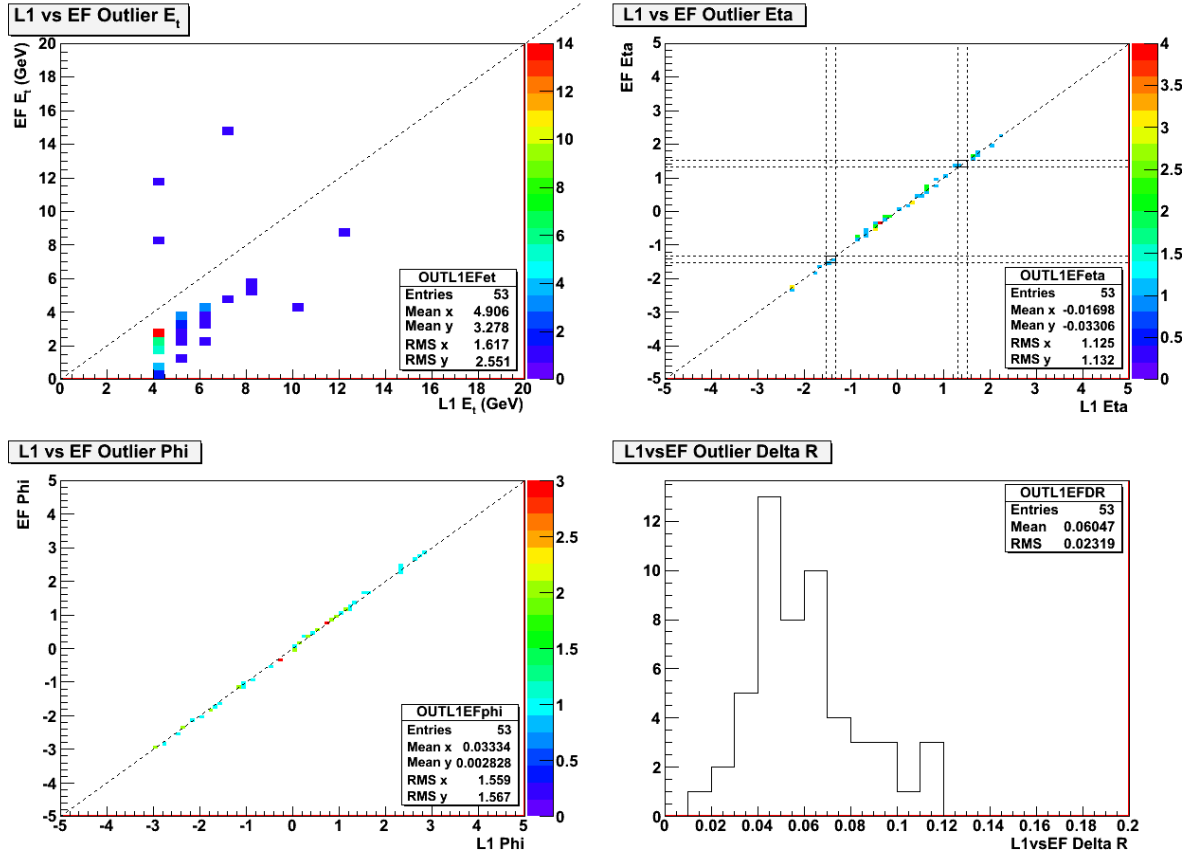 L1 vs EF Outlier E_t
EF E_t (GeV)
20
18
16
14
12
10
8
6
4
2
0
0 2 4 6 8 10 12 14 16 18 20
L1 E_t (GeV)
14
12
10
8
6
4
2
0
OUTL1EFet
Entries 53
Mean x 4.906
Mean y 3.278
RMS x 1.617
RMS y 2.551
L1 vs EF Outlier Eta
EF Eta
5
4
3
2
1
0
-1
-2
-3
-4
-5
-5 -4 -3 -2 -1 0 1 2 3 4 5
L1 Eta
4
3.5
3
2.5
2
1.5
1
0.5
0
OUTL1EFeta
Entries 53
Mean x -0.01698
Mean y -0.03306
RMS x 1.125
RMS y 1.132
L1 vs EF Outlier Phi
EF Phi
5
4
3
2
1
0
-1
-2
-3
-4
-5
-5 -4 -3 -2 -1 0 1 2 3 4 5
L1 Phi
3
2.5
2
1.5
1
0.5
0
OUTL1EFphi
Entries 53
Mean x 0.03334
Mean y 0.002828
RMS x 1.559
RMS y 1.567
L1vsEF Outlier Delta R
12
10
8
6
4
2
0
0 0.02 0.04 0.06 0.08 0.1 0.12 0.14 0.16 0.18 0.2
L1vsEF Delta R
OUTL1EFDR
Entries 53
Mean 0.06047
RMS 0.02319